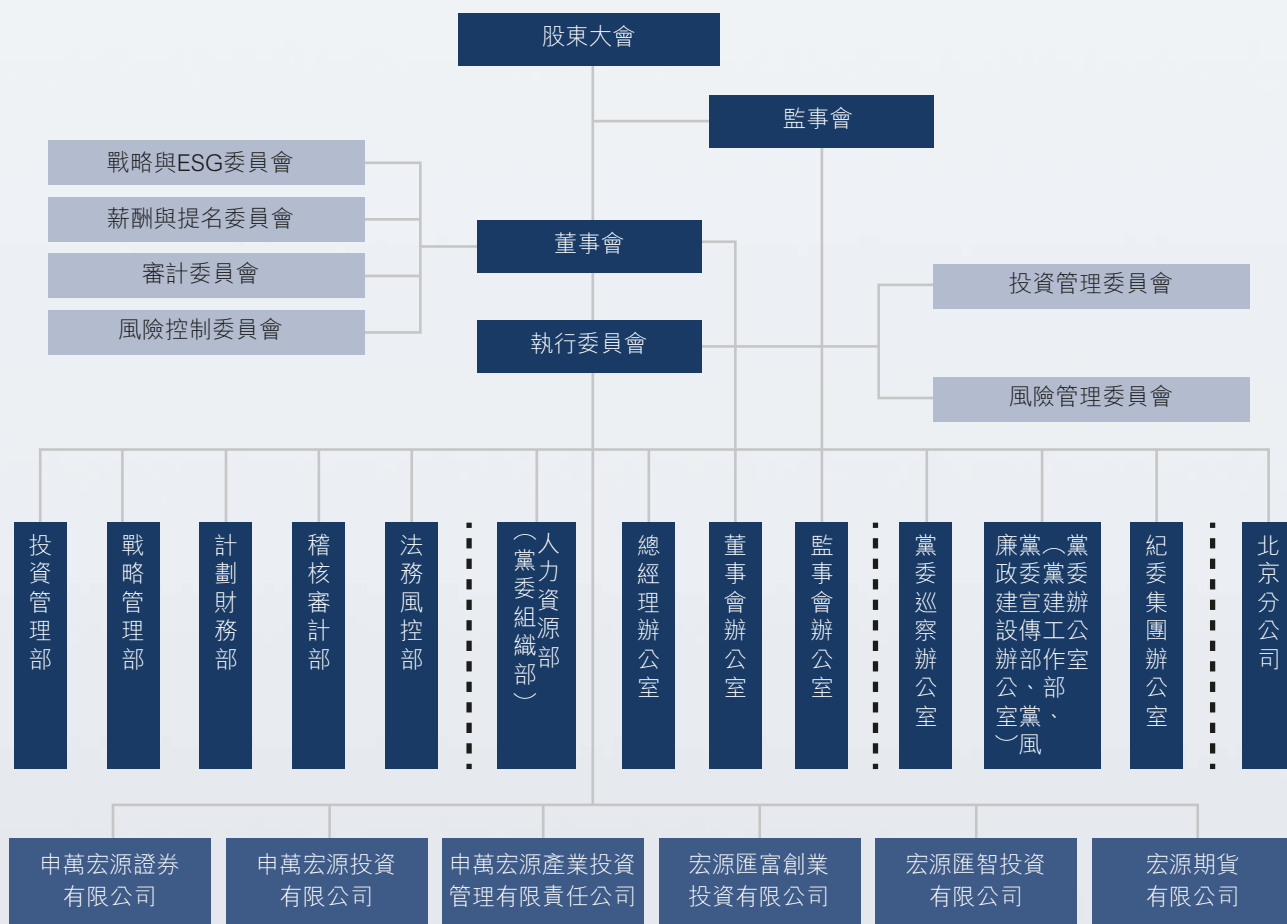 股東大會
監事會
戰略與ESG委員會
薪酬與提名委員會
審計委員會
風險控制委員會
董事會
執行委員會
投資管理委員會
風險管理委員會
投資管理部
戰略管理部
計劃財務部
稽核審計部
法務風控部
人力資源部
（黨委組織部）
總經理辦公室
董事會辦公室
監事會辦公室
黨委巡察辦公室
黨委辦公室
（黨建工作部、
黨委宣傳部、黨風
廉政建設辦公室）
紀委集團辦公室
北京分公司
申萬宏源證券
有限公司
申萬宏源投資
有限公司
申萬宏源產業投資
管理有限責任公司
宏源匯富創業
投資有限公司
宏源匯智投資
有限公司
宏源期貨
有限公司